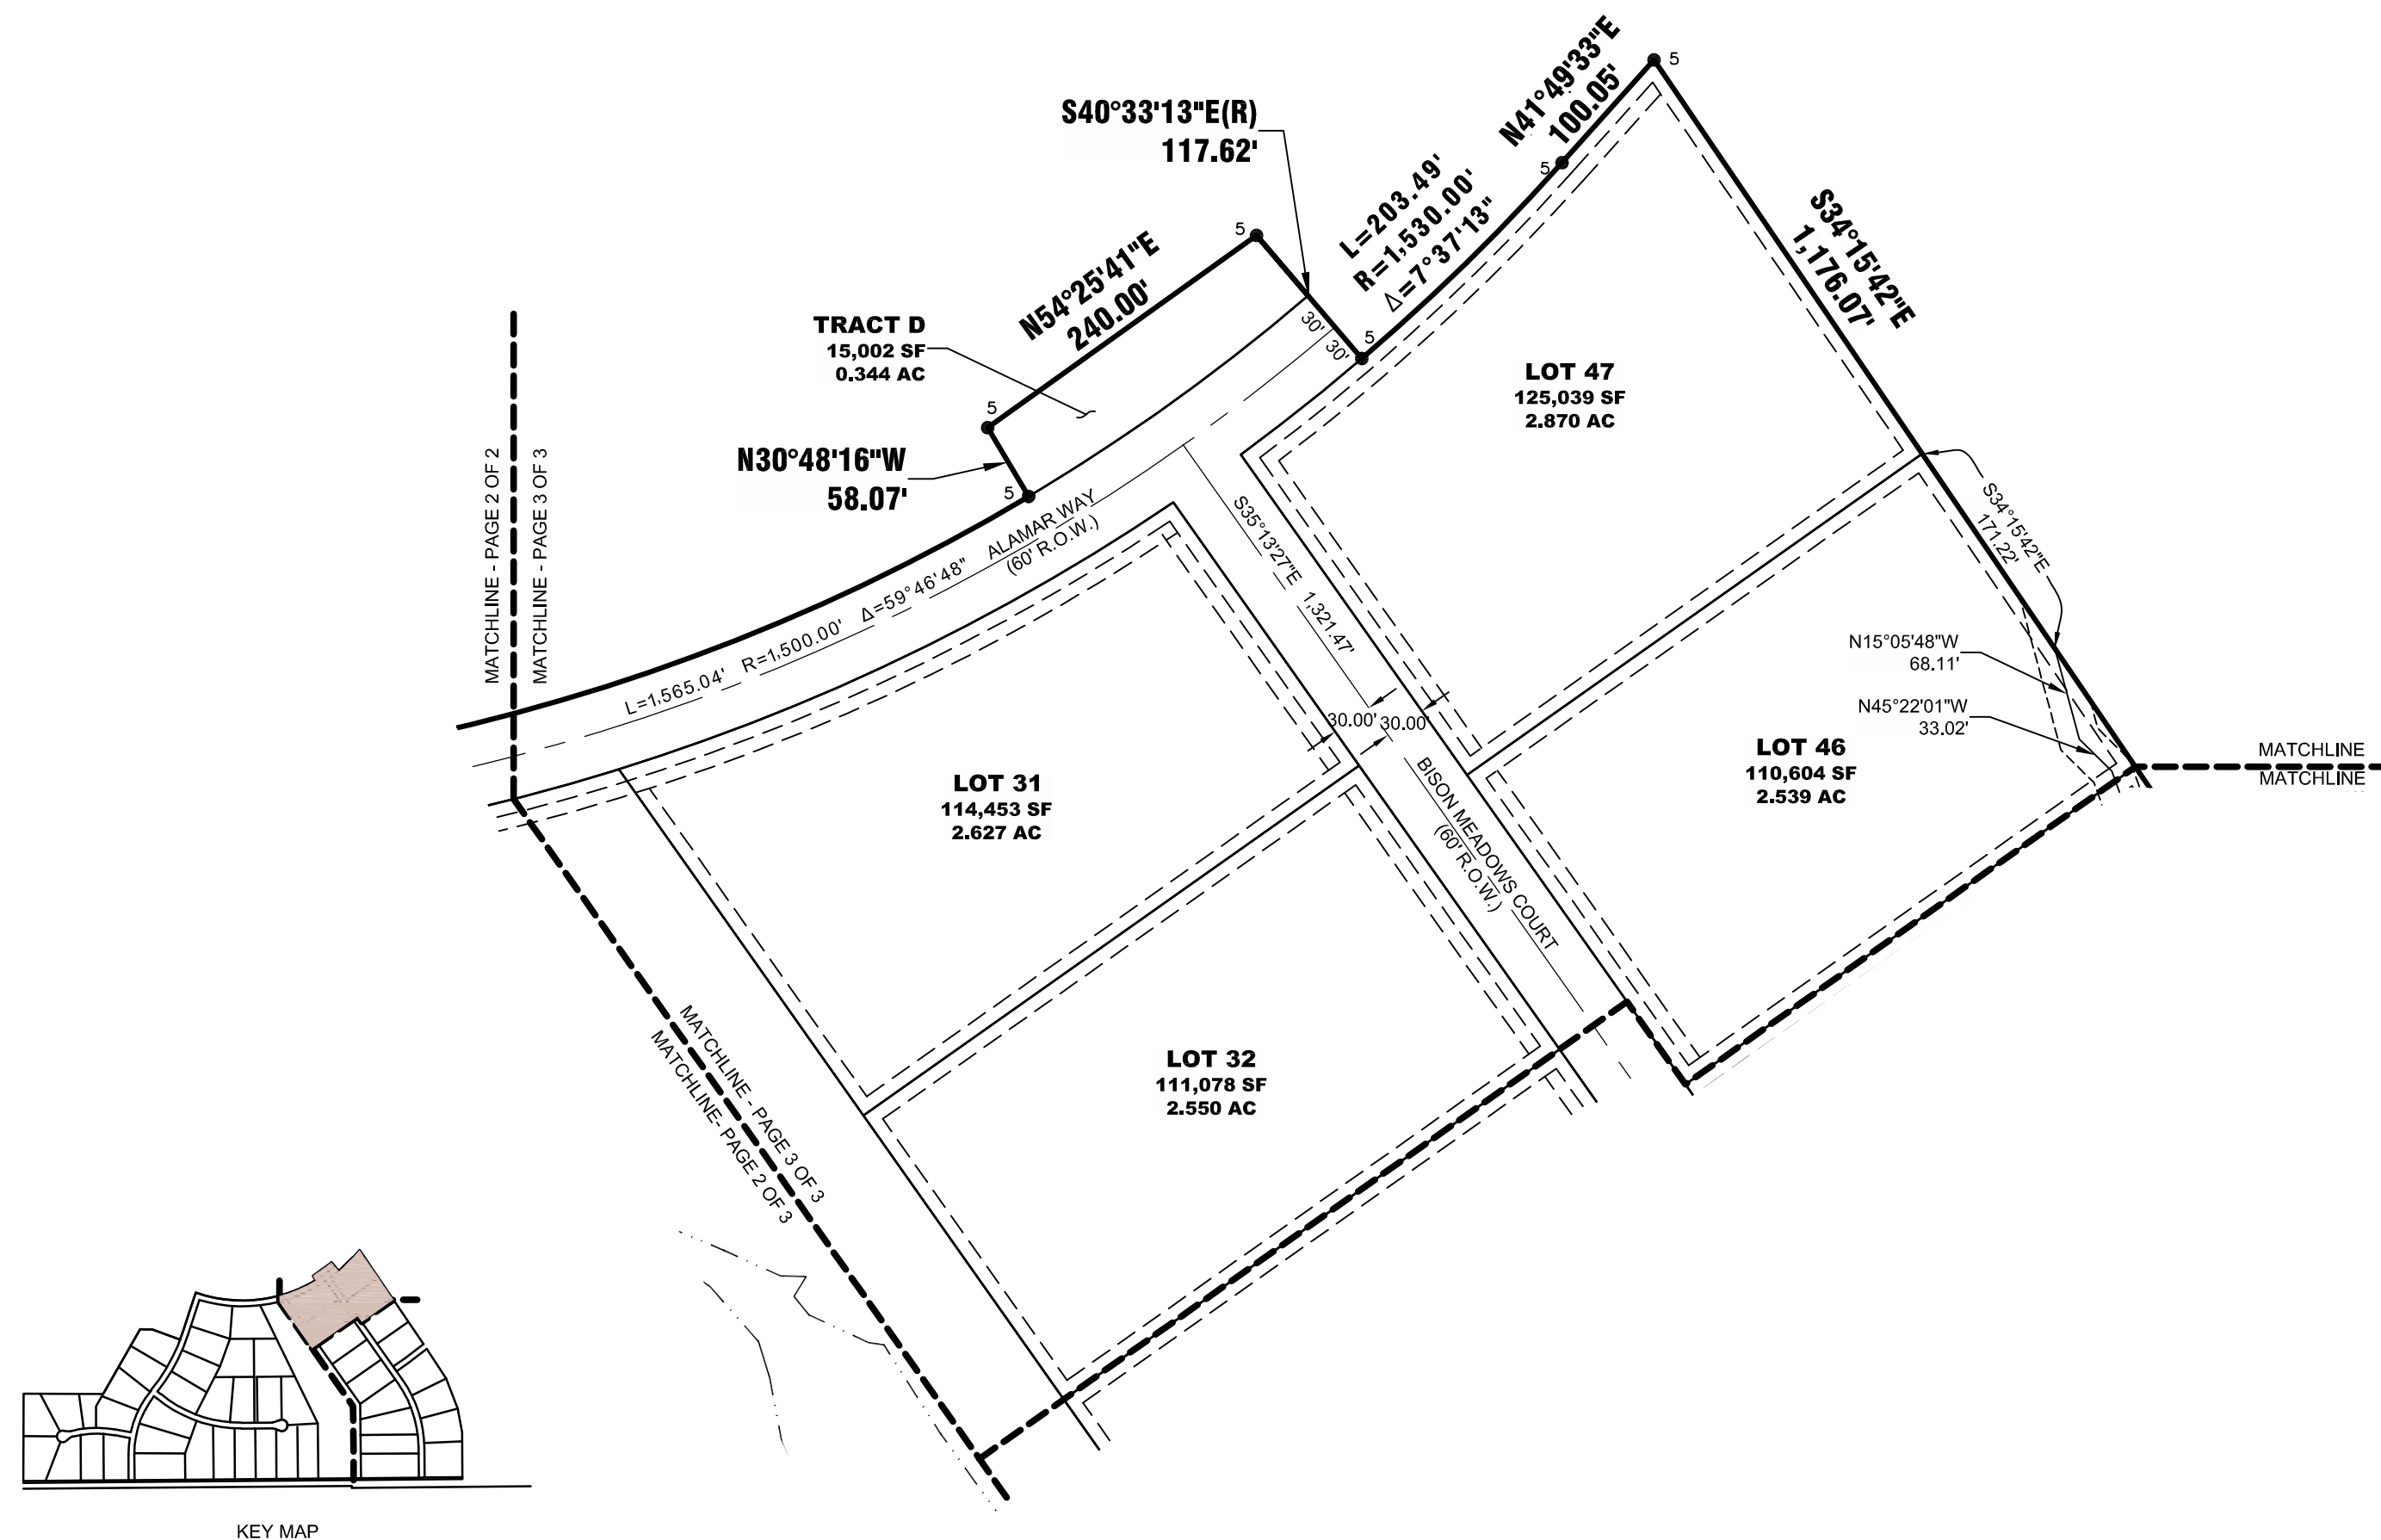 N41°49'33"E
100.05'
S40°33'13"E(R)
117.62'
L=203.49'
R=1,530.00'
Δ=7°37'13"
S34°15'42"E
1,176.07'
N54°25'41"E
240.00'
TRACT D
15,002 SF
0.344 AC
N30°48'16"W
58.07'
5
5
5
5
5
5
30'
30'
LOT 47
125,039 SF
2.870 AC
MATCHLINE - PAGE 2 OF 2
MATCHLINE - PAGE 3 OF 3
L=1,565.04' R=1,500.00' Δ=59°46'48" ALAMAR WAY
(60' R.O.W.)
S35°13'27"E 1,321.47'
S34°15'42"E
171.22'
N15°05'48"W
68.11'
N45°22'01"W
33.02'
30.00' 30.00'
BISON MEADOWS COURT
(60' R.O.W.)
LOT 46
110,604 SF
2.539 AC
MATCHLINE
MATCHLINE
LOT 31
114,453 SF
2.627 AC
LOT 32
111,078 SF
2.550 AC
MATCHLINE - PAGE 3 OF 3
MATCHLINE- PAGE 2 OF 3
KEY MAP